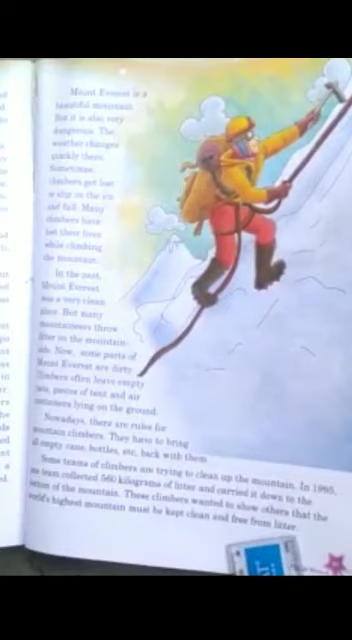 Mount Everest is a
beautiful mountain.
But it is also very
dangerous. The
weather changes
quickly there.
Sometimes,
climbers get lost
or slip on the ice
and fall. Many
climbers have
lost their lives
while climbing
the mountain.
In the past,
Mount Everest
was a very clean
place. But many
mountaineers throw
litter on the mountain-
side. Now, some parts of
Mount Everest are dirty.
Climbers often leave empty
pieces of tent and air
containers lying on the ground.
Nowadays, there are rules for
mountain climbers. They have to bring
all empty cans, bottles, etc. back with them
Some teams of climbers are trying to clean up the mountain. In 1995,
one team collected 560 kilograms of litter and carried it down to the
bottom of the mountain. These climbers wanted to show others that the
world's highest mountain must be kept clean and free from litter.